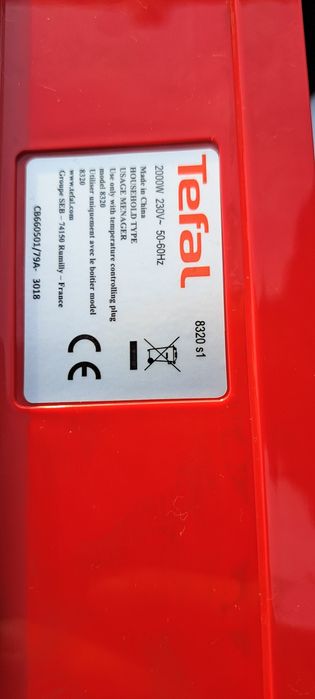 Tefal
8320 s1
2000W 230V~ 50-60Hz
Made in China
HOUSEHOLD TYPE
USAGE MENAGER
Use only with temperature controlling plug
model 8320
Utiliser uniquement avec le boitier model
8320
www.tefal.com
Groupe SEB – 74150 Rumilly – France
CB660501/79A- 3018
CE